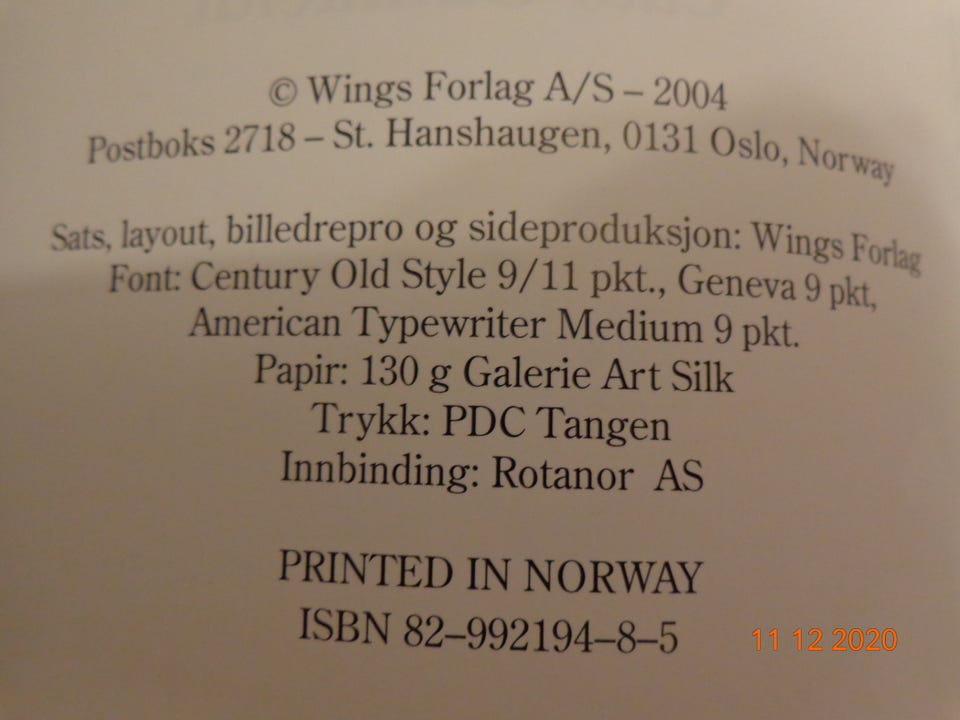 © Wings Forlag A/S – 2004
Postboks 2718 – St. Hanshaugen, 0131 Oslo, Norway
Sats, layout, billedrepro og sideproduksjon: Wings Forlag
Font: Century Old Style 9/11 pkt., Geneva 9 pkt,
American Typewriter Medium 9 pkt.
Papir: 130 g Galerie Art Silk
Trykk: PDC Tangen
Innbinding: Rotanor AS
PRINTED IN NORWAY
ISBN 82–992194–8–5
11 12 2020